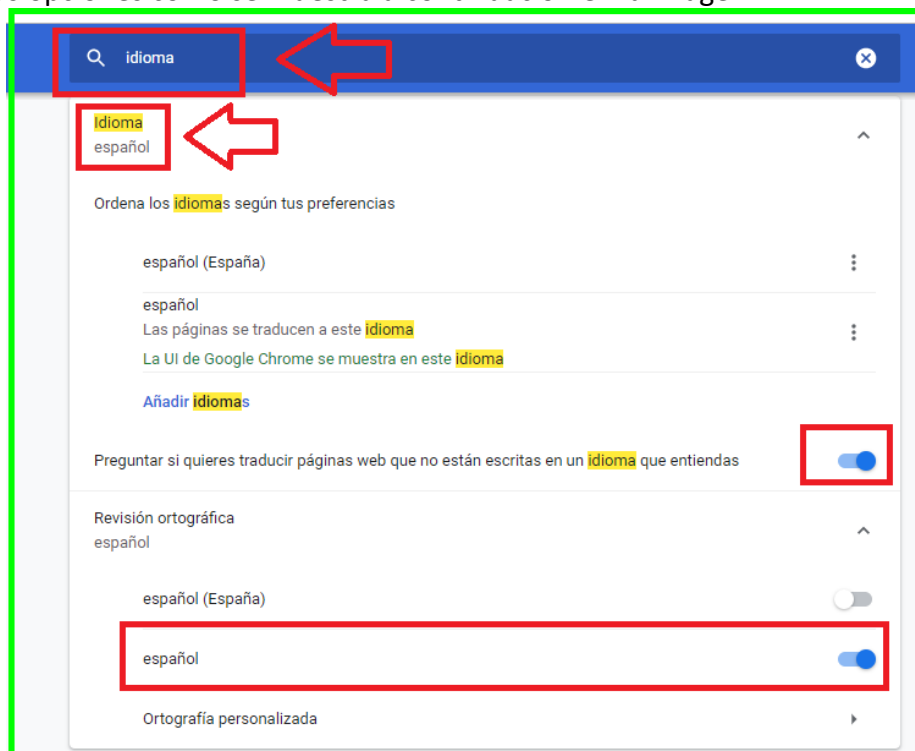 idioma
Idioma
español
Ordena los idiomas según tus preferencias
español (España)
español
Las páginas se traducen a este idioma
La UI de Google Chrome se muestra en este idioma
Añadir idiomas
Preguntar si quieres traducir páginas web que no están escritas en un idioma que entiendas
Revisión ortográfica
español
español (España)
español
Ortografía personalizada